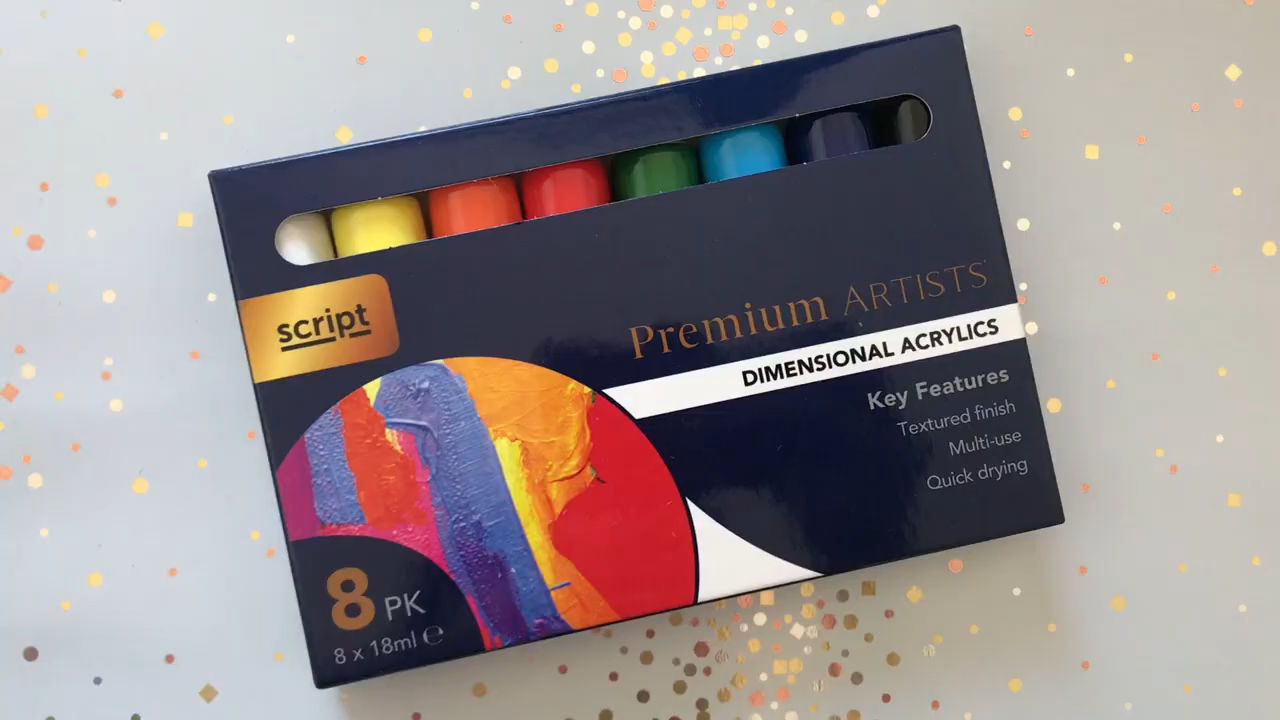 script
Premium ARTISTS'
DIMENSIONAL ACRYLICS
Key Features
Textured finish
Multi-use
Quick drying
8 PK
8 x 18ml ℮